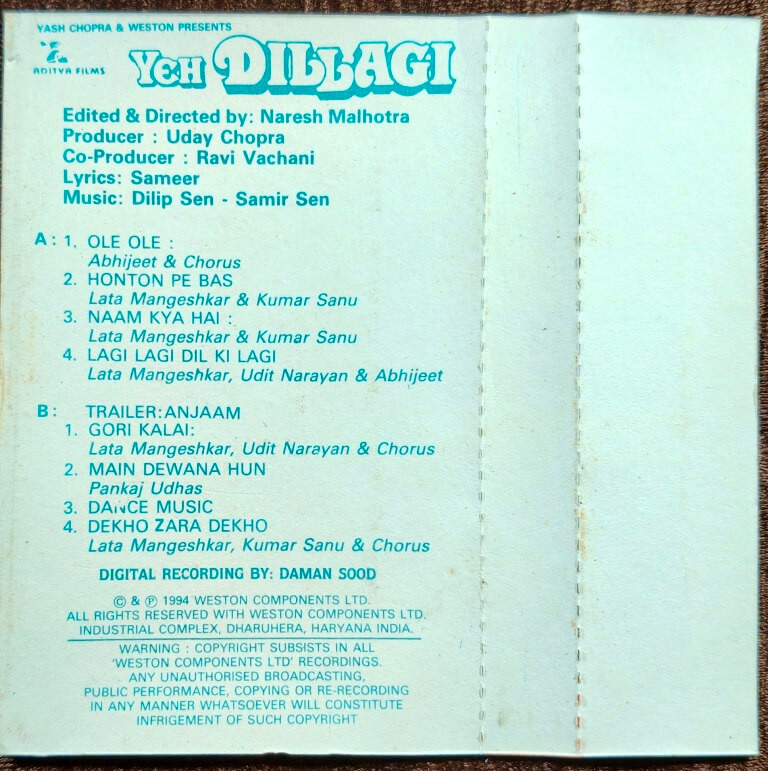 YASH CHOPRA & WESTON PRESENTS
ADITYA FILMS
YEH DILLAGI
Edited & Directed by: Naresh Malhotra
Producer : Uday Chopra
Co-Producer : Ravi Vachani
Lyrics: Sameer
Music: Dilip Sen - Samir Sen
A: 1. OLE OLE :
Abhijeet & Chorus
2. HONTON PE BAS
Lata Mangeshkar & Kumar Sanu
3. NAAM KYA HAI :
Lata Mangeshkar & Kumar Sanu
4. LAGI LAGI DIL KI LAGI
Lata Mangeshkar, Udit Narayan & Abhijeet
B: TRAILER:ANJAAM
1. GORI KALAI:
Lata Mangeshkar, Udit Narayan & Chorus
2. MAIN DEWANA HUN
Pankaj Udhas
3. DANCE MUSIC
4. DEKHO ZARA DEKHO
Lata Mangeshkar, Kumar Sanu & Chorus
DIGITAL RECORDING BY: DAMAN SOOD
© & ℗ 1994 WESTON COMPONENTS LTD.
ALL RIGHTS RESERVED WITH WESTON COMPONENTS LTD.
INDUSTRIAL COMPLEX, DHARUHERA, HARYANA INDIA.
WARNING : COPYRIGHT SUBSISTS IN ALL
'WESTON COMPONENTS LTD' RECORDINGS.
ANY UNAUTHORISED BROADCASTING,
PUBLIC PERFORMANCE, COPYING OR RE-RECORDING
IN ANY MANNER WHATSOEVER WILL CONSTITUTE
INFRIGEMENT OF SUCH COPYRIGHT